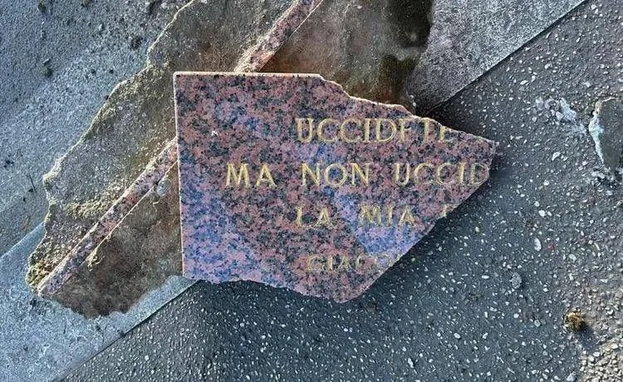 UCCIDETE
MA NON UCCID
LA MIA
GIACO